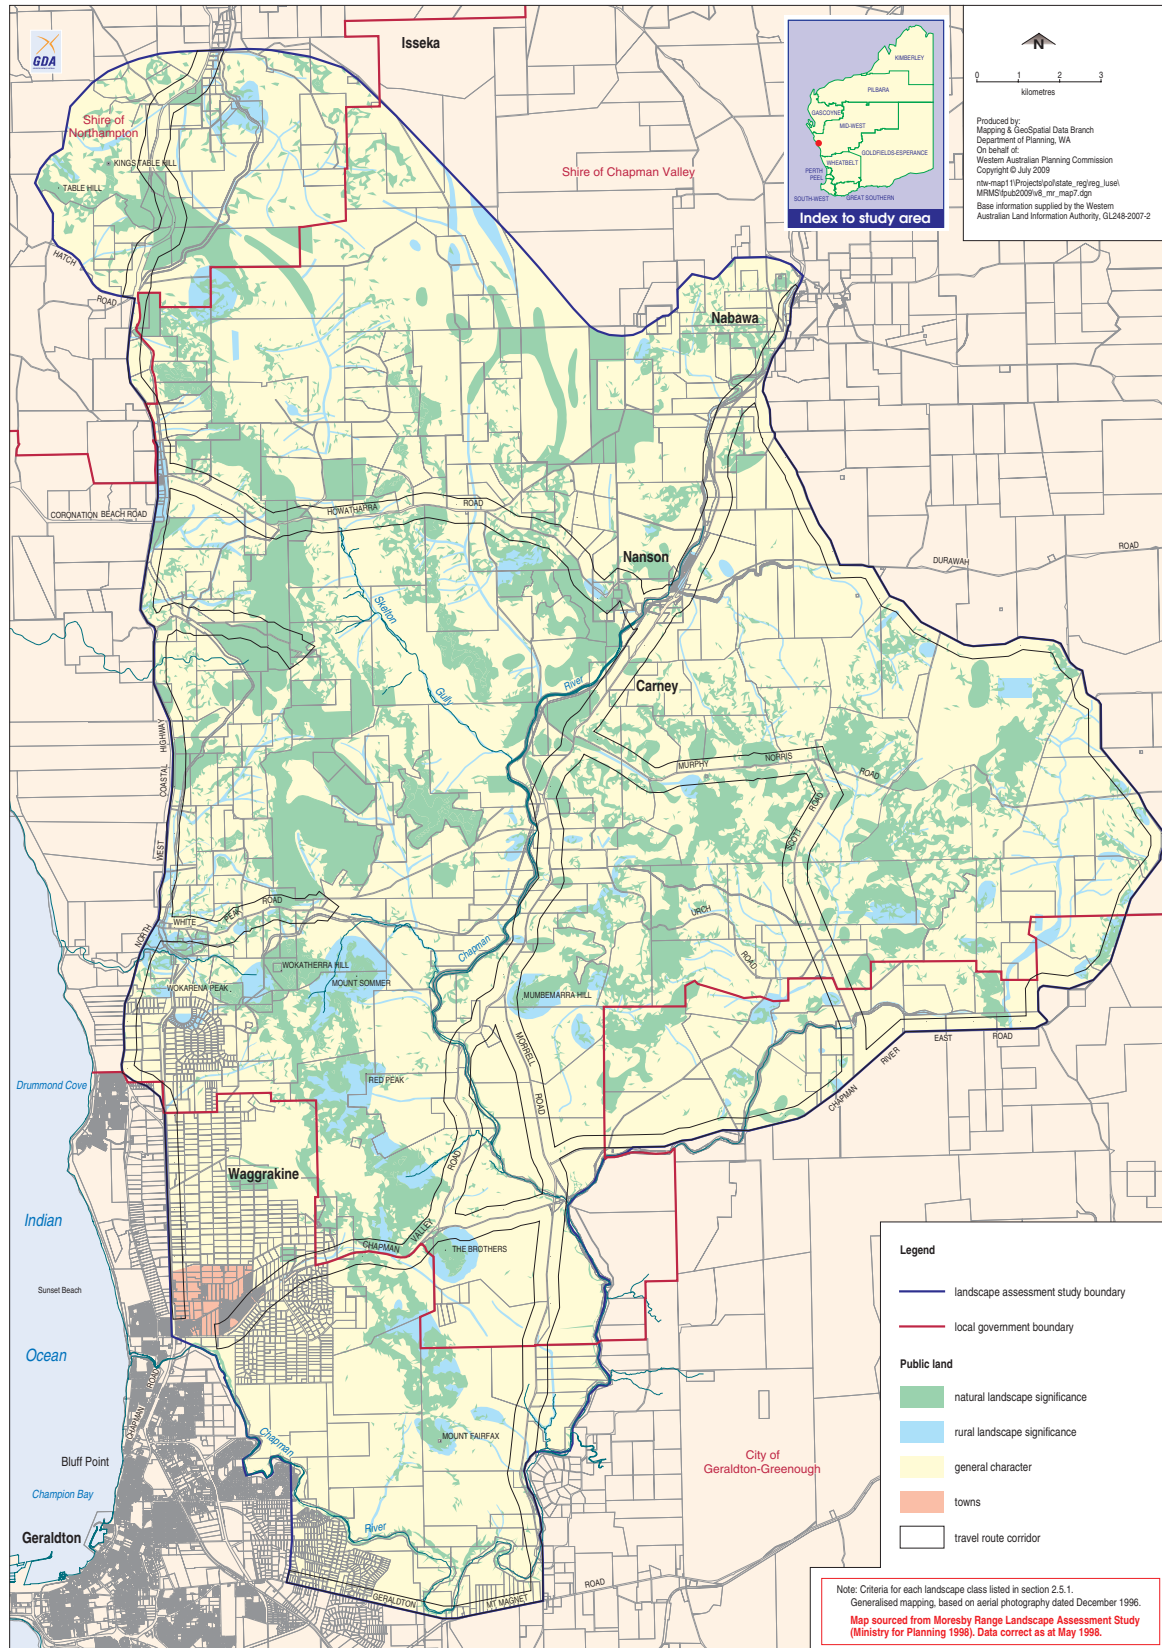 GDA
Isseka
Shire of
Northampton
KINGS TABLE HILL
TABLE HILL
HATCH
ROAD
Shire of Chapman Valley
KIMBERLEY
PILBARA
GASCOYNE
MID-WEST
GOLDFIELDS-ESPERANCE
WHEATBELT
PERTH
PEEL
SOUTH-WEST
GREAT SOUTHERN
Index to study area
N
0 1 2 3
kilometres
Produced by:
Mapping & GeoSpatial Data Branch
Department of Planning, WA
On behalf of:
Western Australian Planning Commission
Copyright © July 2009
Base information supplied by the Western
Australian Land Information Authority, GL248-2007-2
Nabawa
CORONATION BEACH ROAD
HOWATHARRA
ROAD
Nanson
DURAWAH
ROAD
Skelton
Gully
River
Carney
MURPHY
NORRIS
ROAD
SCOTT
ROAD
NORTH
WEST
COASTAL
HIGHWAY
WHITE
PEAK
ROAD
URCH
ROAD
Chapman
WOKATHERRA HILL
MOUNT SOMMER
WOKARENA PEAK
MUMBEMARRA HILL
MORRELL
ROAD
CHAPMAN
RIVER
EAST
ROAD
RED PEAK
Drummond Cove
Waggrakine
ROAD
VALLEY
CHAPMAN
THE BROTHERS
Indian
Sunset Beach
Ocean
CHAPMAN
ROAD
MOUNT FAIRFAX
Chapman
River
Bluff Point
Champion Bay
Geraldton
City of
Geraldton-Greenough
GERALDTON
MT MAGNET
ROAD
Legend
landscape assessment study boundary
local government boundary
Public land
natural landscape significance
rural landscape significance
general character
towns
travel route corridor
Note: Criteria for each landscape class listed in section 2.5.1.
Generalised mapping, based on aerial photography dated December 1996.
Map sourced from Moresby Range Landscape Assessment Study
(Ministry for Planning 1998). Data correct as at May 1998.